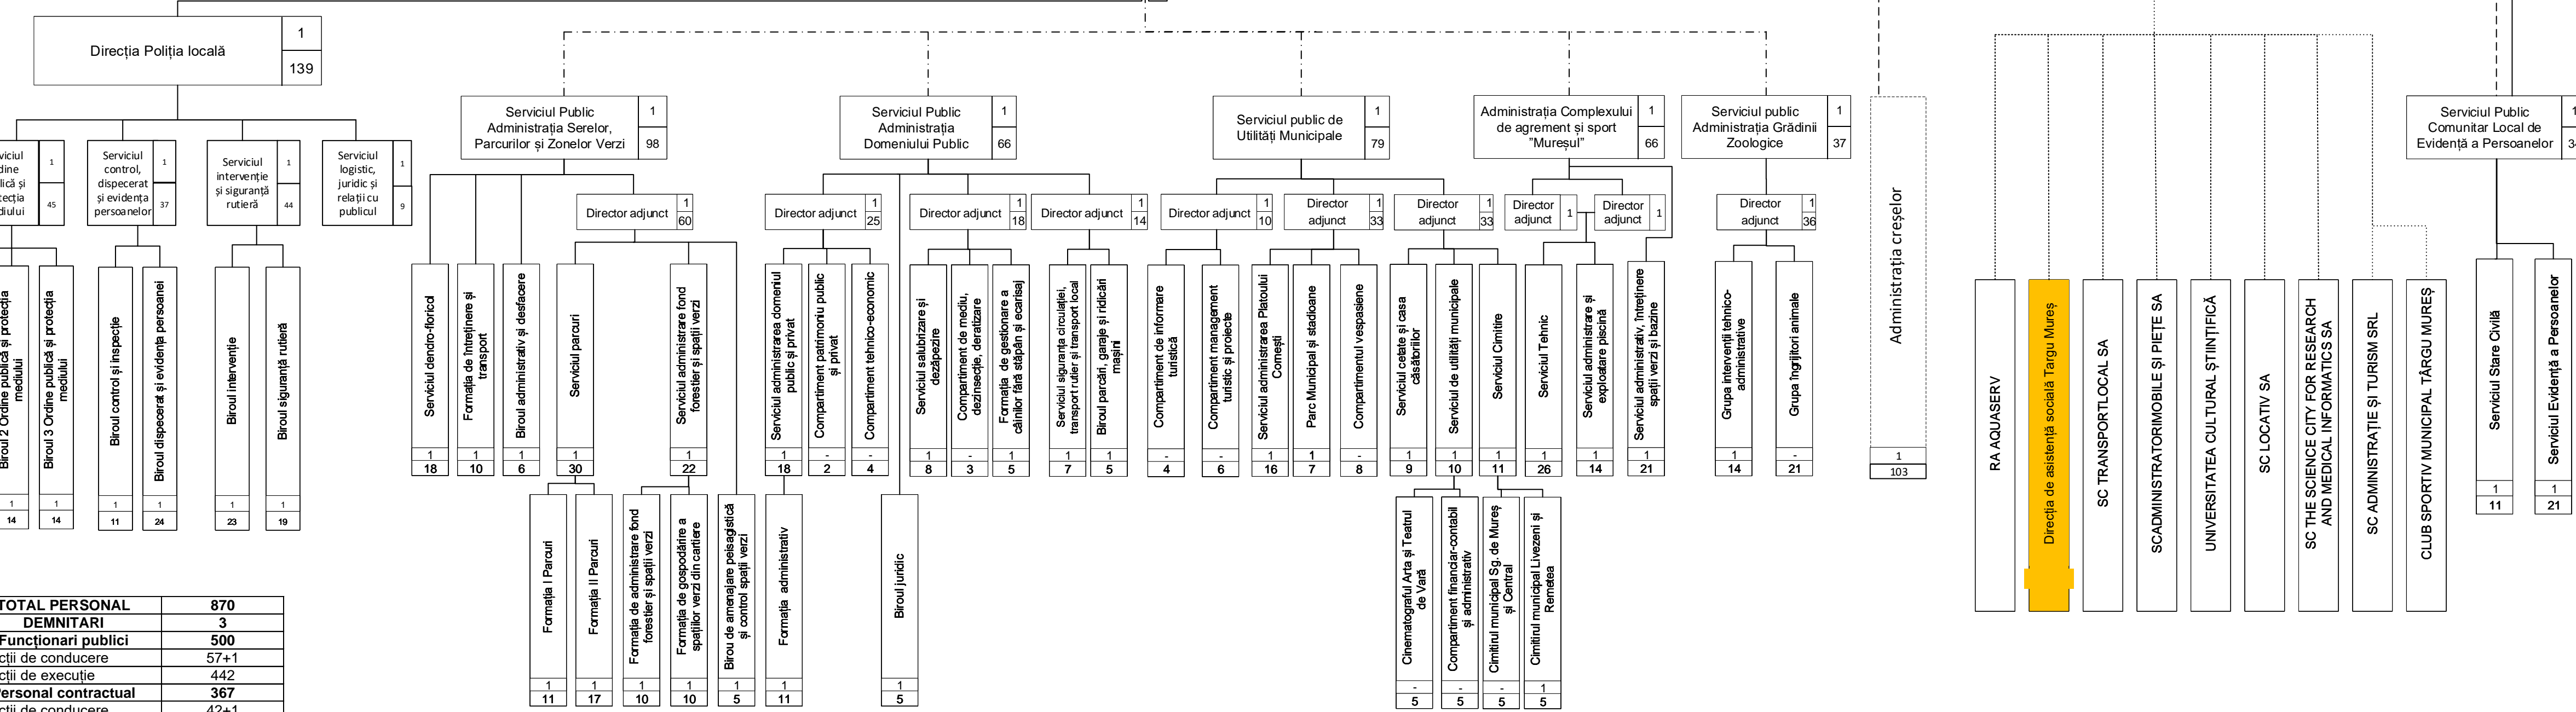 Direcția Poliția locală
1
139
Serviciul
control,
dispecerat
și evidența
persoanelor
1
37
Serviciul
intervenție
și siguranță
rutieră
1
44
Serviciul
logistic,
juridic și
relații cu
publicul
1
9
1
45
Biroul 2 Ordine publică și protecția
mediului
1
14
Biroul 3 Ordine publică și protecția
mediului
1
14
Biroul control și inspecție
1
11
Biroul dispecerat și evidența persoanei
1
24
Biroul intervenție
1
23
Biroul siguranță rutieră
1
19
TOTAL PERSONAL 870
DEMNITARI 3
Funcționari publici 500
de conducere 57+1
de execuție 442
contractual 367
de conducere 42+1
Serviciul Public
Administrația Serelor,
Parcurilor și Zonelor Verzi
1
98
Director adjunct
1
60
Serviciul dendro-floricol
1
18
Formația de întreținere și
transport
1
10
Biroul administrativ și desfacere
1
6
Serviciul parcuri
1
30
Serviciul administrare fond
forestier și spații verzi
1
22
Formația I Parcuri
1
11
Formația II Parcuri
1
17
Formația de administrare fond
forestier și spații verzi
1
10
Formația de gospodărire a
spațiilor verzi din cartiere
1
10
Birou de amenajare peisagistică
și control spații verzi
1
5
Serviciul Public
Administrația
Domeniului Public
1
66
Director adjunct
1
25
Director adjunct
1
18
Director adjunct
1
14
Serviciul administrarea domeniul
public și privat
1
18
Compartiment patrimoniu public
și privat
-
2
Compartiment tehnico-economic
-
4
Serviciul salubrizare și
dezăpezire
1
8
Compartiment de mediu,
dezinsecție, deratizare
-
3
Formația de gestionare a
câinilor fără stăpân și ecarisaj
1
5
Serviciul siguranța circulației,
transport rutier și transport local
1
7
Biroul parcări, garaje și ridicări
mașini
1
5
Formația administrativ
1
11
Biroul juridic
1
5
Serviciul public de
Utilități Municipale
1
79
Director adjunct
1
10
Director
adjunct
1
33
Director
adjunct
1
33
Compartiment de informare
turistică
-
4
Compartiment management
turistic și proiecte
-
6
Serviciul administrarea Platoului
Cornești
1
16
Parc Municipal și stadioane
1
7
Compartimentul vespasiene
-
8
Serviciul cetate și casa
căsătoriilor
1
9
Serviciul de utilități municipale
1
10
Serviciul Cimitire
1
11
Cinematograful Arta și Teatrul
de Vară
-
5
Compartiment financiar-contabil
și administrativ
-
5
Cimitirul municipal Sg. de Mureș
și Central
-
5
Cimitirul municipal Livezeni și
Remetea
1
5
Administrația Complexului
de agrement și sport
"Mureșul"
1
66
Director
adjunct
1
Director
adjunct
1
Serviciul Tehnic
1
26
Serviciul administrare și
exploatare piscină
1
14
Serviciul administrativ, întreținere
spații verzi și bazine
1
21
Serviciul public
Administrația Grădinii
Zoologice
1
37
Director
adjunct
1
36
Grupa intervenții tehnico-
administrative
1
14
Grupa îngrijitori animale
-
21
Administrația creșelor
1
103
RA AQUASERV
Direcția de asistență socială Targu Mureș
SC TRANSPORTLOCAL SA
SCADMINISTRATORIMOBILE ȘI PIEȚE SA
UNIVERSITATEA CULTURAL ȘTIINȚIFICĂ
SC LOCATIV SA
SC THE SCIENCE CITY FOR RESEARCH
AND MEDICAL INFORMATICS SA
SC ADMINISTRAȚIE ȘI TURISM SRL
CLUB SPORTIV MUNICIPAL TÂRGU MUREȘ
Serviciul Public
Comunitar Local de
Evidență a Persoanelor
Serviciul Stare Civilă
1
11
Serviciul Evidență a Persoanelor
1
21